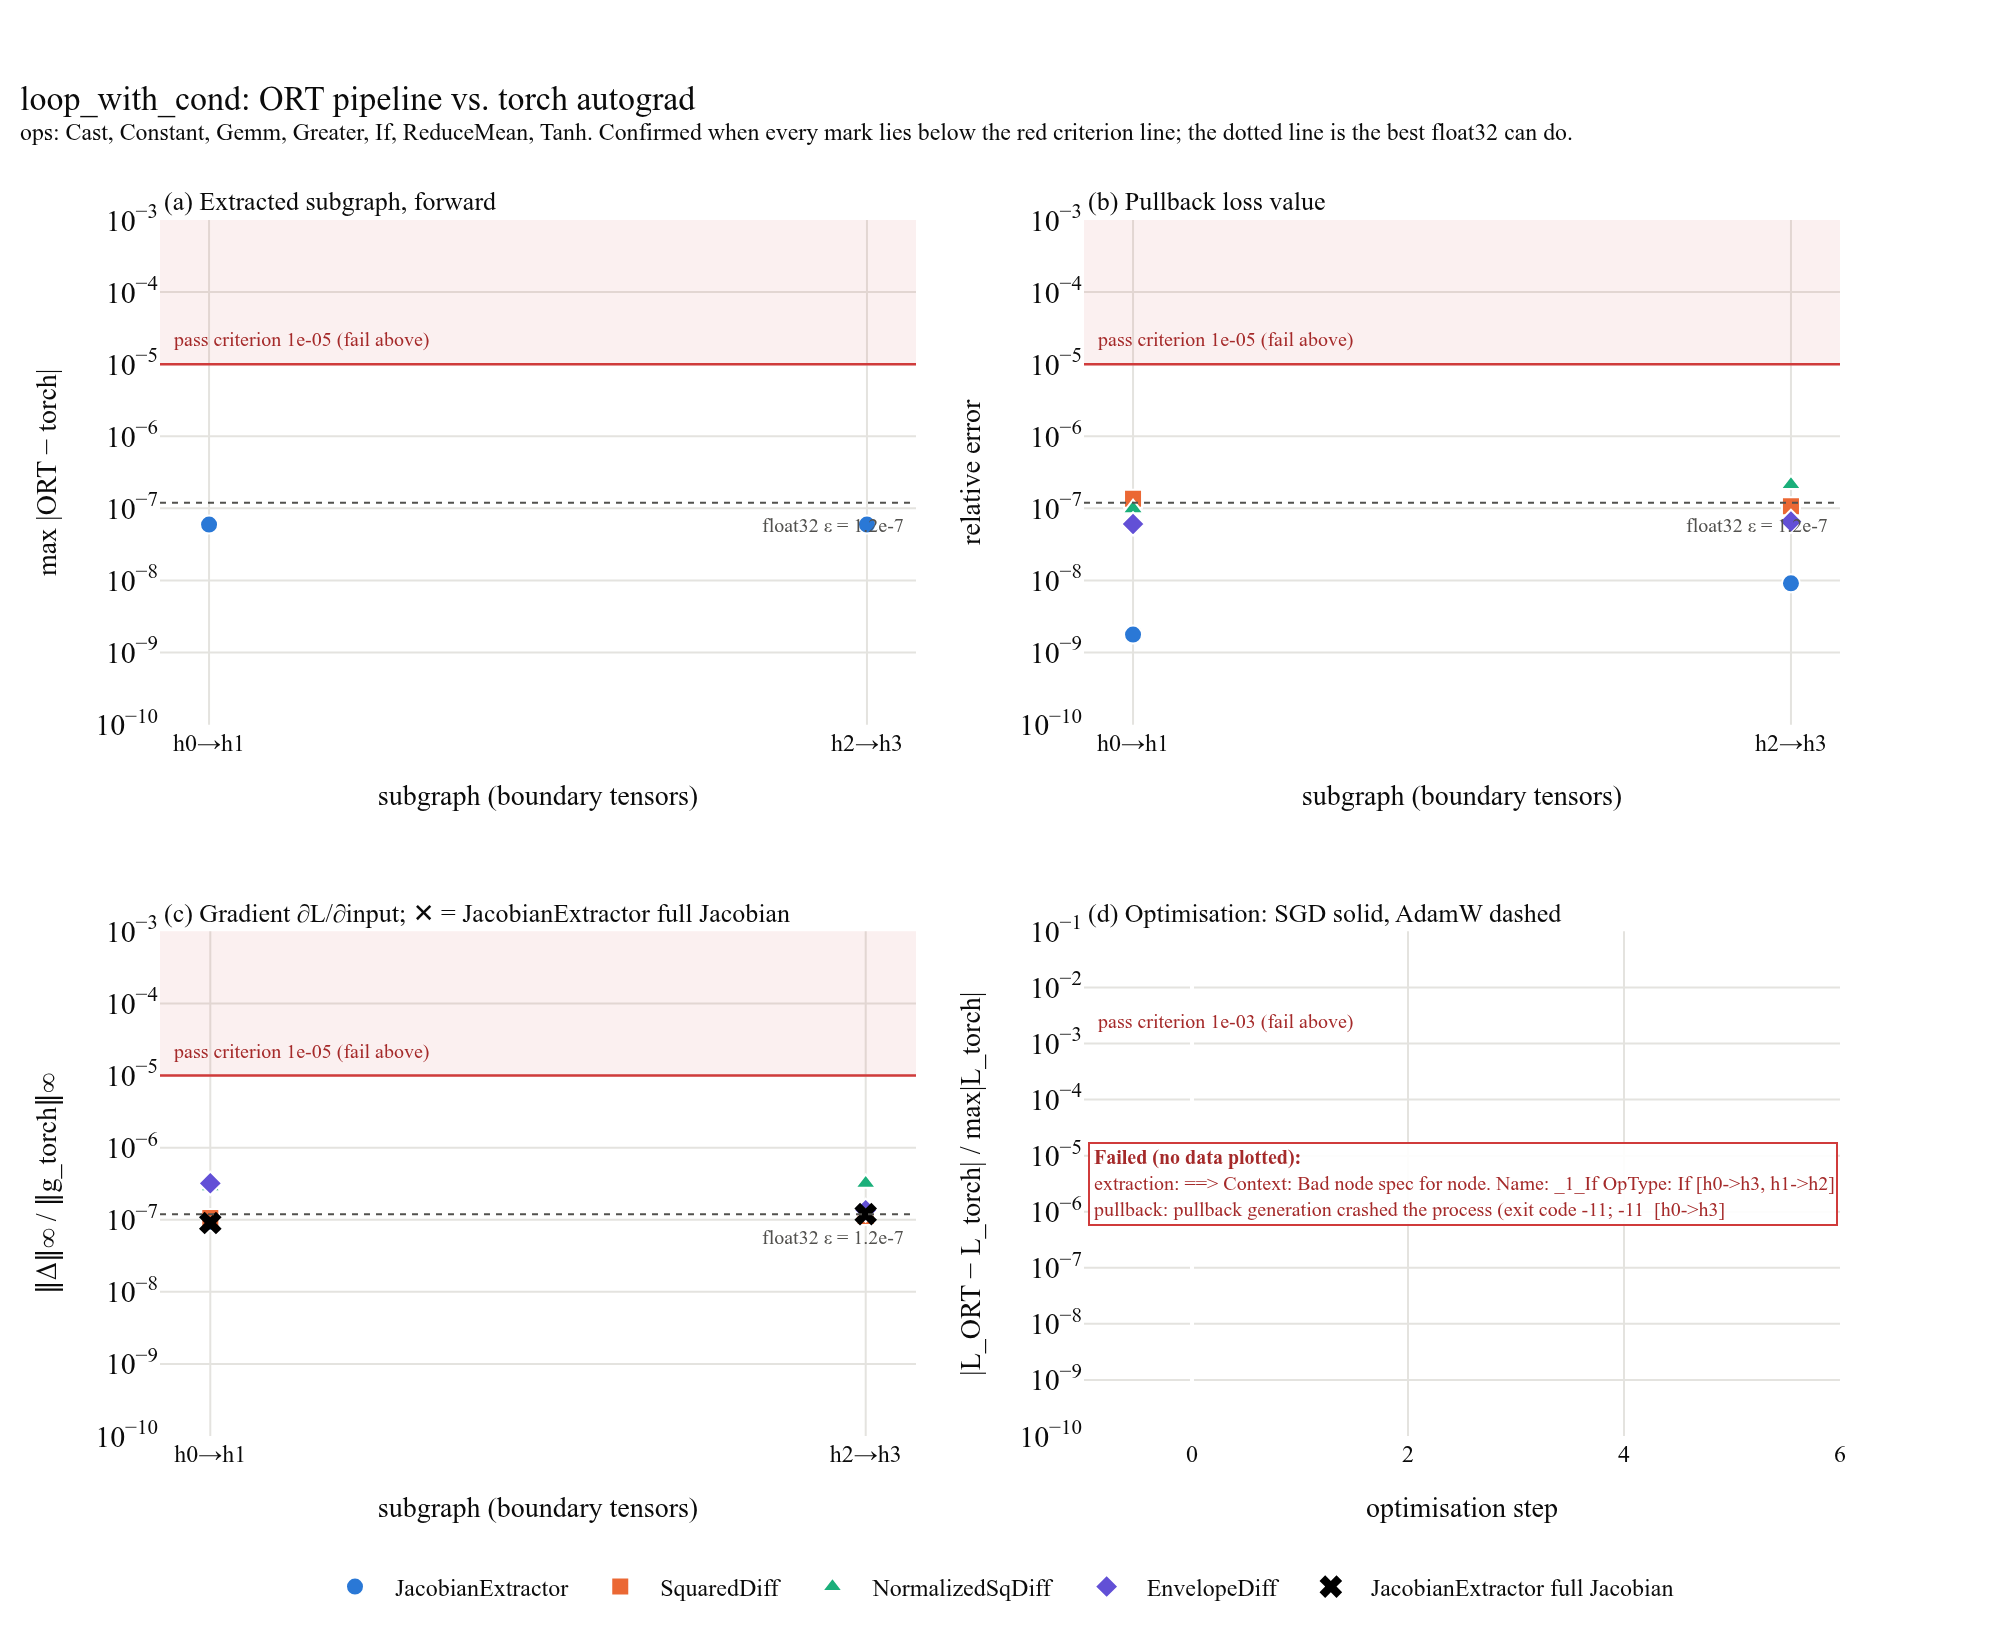 loop_with_cond: ORT pipeline vs. torch autograd
ops: Cast, Constant, Gemm, Greater, If, ReduceMean, Tanh. Confirmed when every mark lies below the red criterion line; the dotted line is the best float32 can do.
(a) Extracted subgraph, forward
10−3
10−4
pass criterion 1e-05 (fail above)
10−5
10−6
10−7
float32 ε = 1.2e-7
10−8
10−9
10−10
max |ORT − torch|
h0→h1
h2→h3
subgraph (boundary tensors)
(b) Pullback loss value
10−3
10−4
pass criterion 1e-05 (fail above)
10−5
10−6
10−7
float32 ε = 1.2e-7
10−8
10−9
10−10
relative error
h0→h1
h2→h3
subgraph (boundary tensors)
(c) Gradient ∂L/∂input; ✕ = JacobianExtractor full Jacobian
10−3
10−4
pass criterion 1e-05 (fail above)
10−5
10−6
10−7
float32 ε = 1.2e-7
10−8
10−9
10−10
‖Δ‖∞ / ‖g_torch‖∞
h0→h1
h2→h3
subgraph (boundary tensors)
(d) Optimisation: SGD solid, AdamW dashed
10−1
10−2
pass criterion 1e-03 (fail above)
10−3
10−4
10−5
Failed (no data plotted):
extraction: ==> Context: Bad node spec for node. Name: _1_If OpType: If [h0->h3, h1->h2]
10−6
pullback: pullback generation crashed the process (exit code -11; -11  [h0->h3]
10−7
10−8
10−9
10−10
|L_ORT − L_torch| / max|L_torch|
0
2
4
6
optimisation step
JacobianExtractor
SquaredDiff
NormalizedSqDiff
EnvelopeDiff
JacobianExtractor full Jacobian